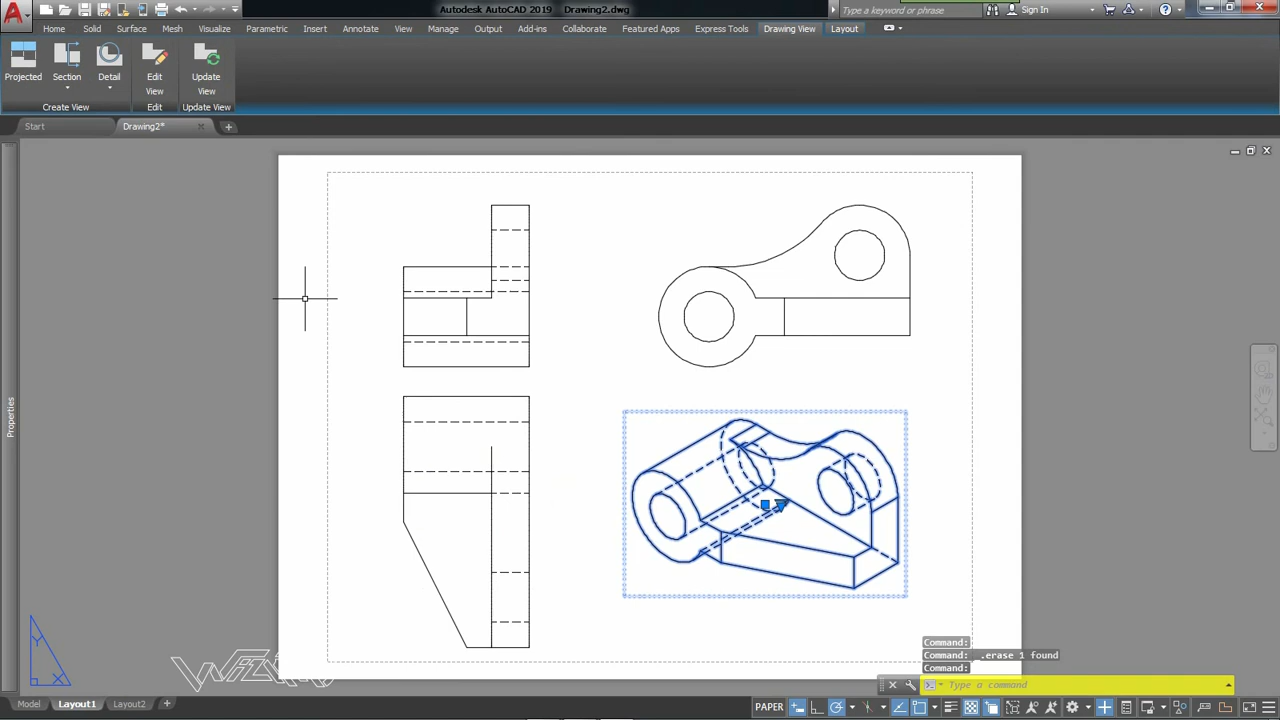 Autodesk AutoCAD 2019 Drawing2.dwg
Type a keyword or phrase
Sign In
Home Solid Surface Mesh Visualize Parametric Insert Annotate View Manage Output Add-ins Collaborate Featured Apps Express Tools Drawing View Layout
Projected Section Detail Edit View Update View
Create View Edit Update View
Start Drawing2*
Properties
Y
X
Command:
Command: _.erase 1 found
Command:
Type a command
Model Layout1 Layout2 PAPER